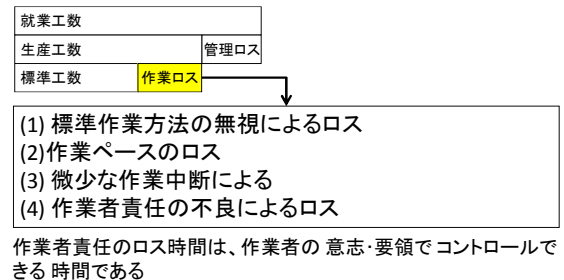 就業工数
生産工数 管理ロス
標準工数 作業ロス
(1) 標準作業方法の無視によるロス
(2)作業ペースのロス
(3) 微少な作業中断による
(4) 作業者責任の不良によるロス
作業者責任のロス時間は、作業者の 意志・要領で コントロールで
きる 時間である